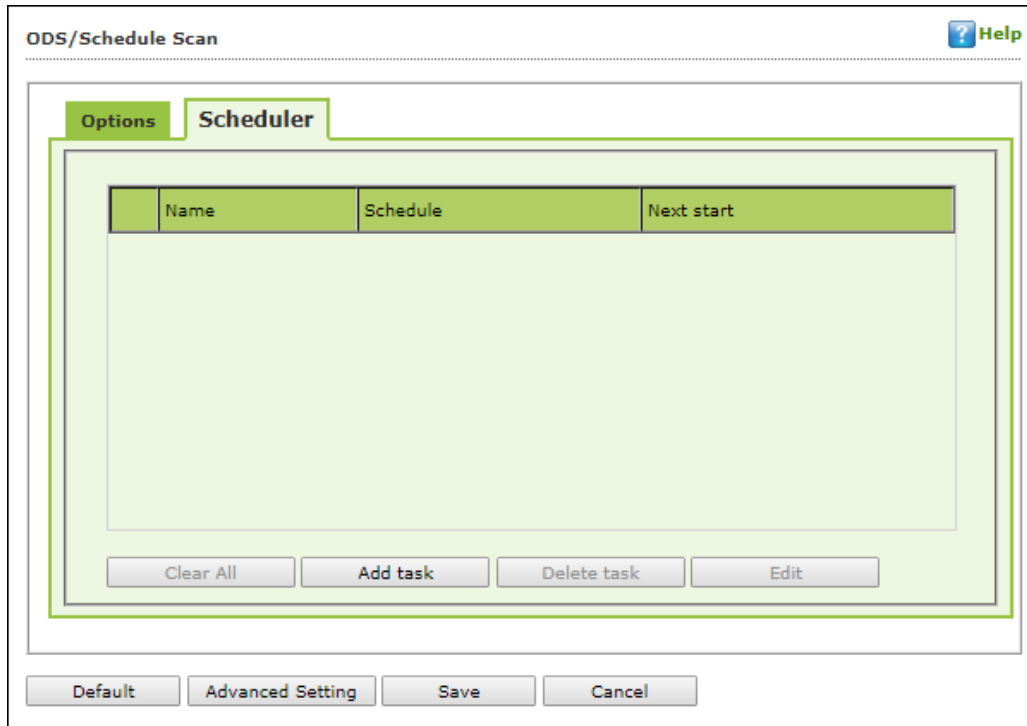 ODS/Schedule Scan
? Help
Options Scheduler
Name Schedule Next start
Clear All Add task Delete task Edit
Default Advanced Setting Save Cancel